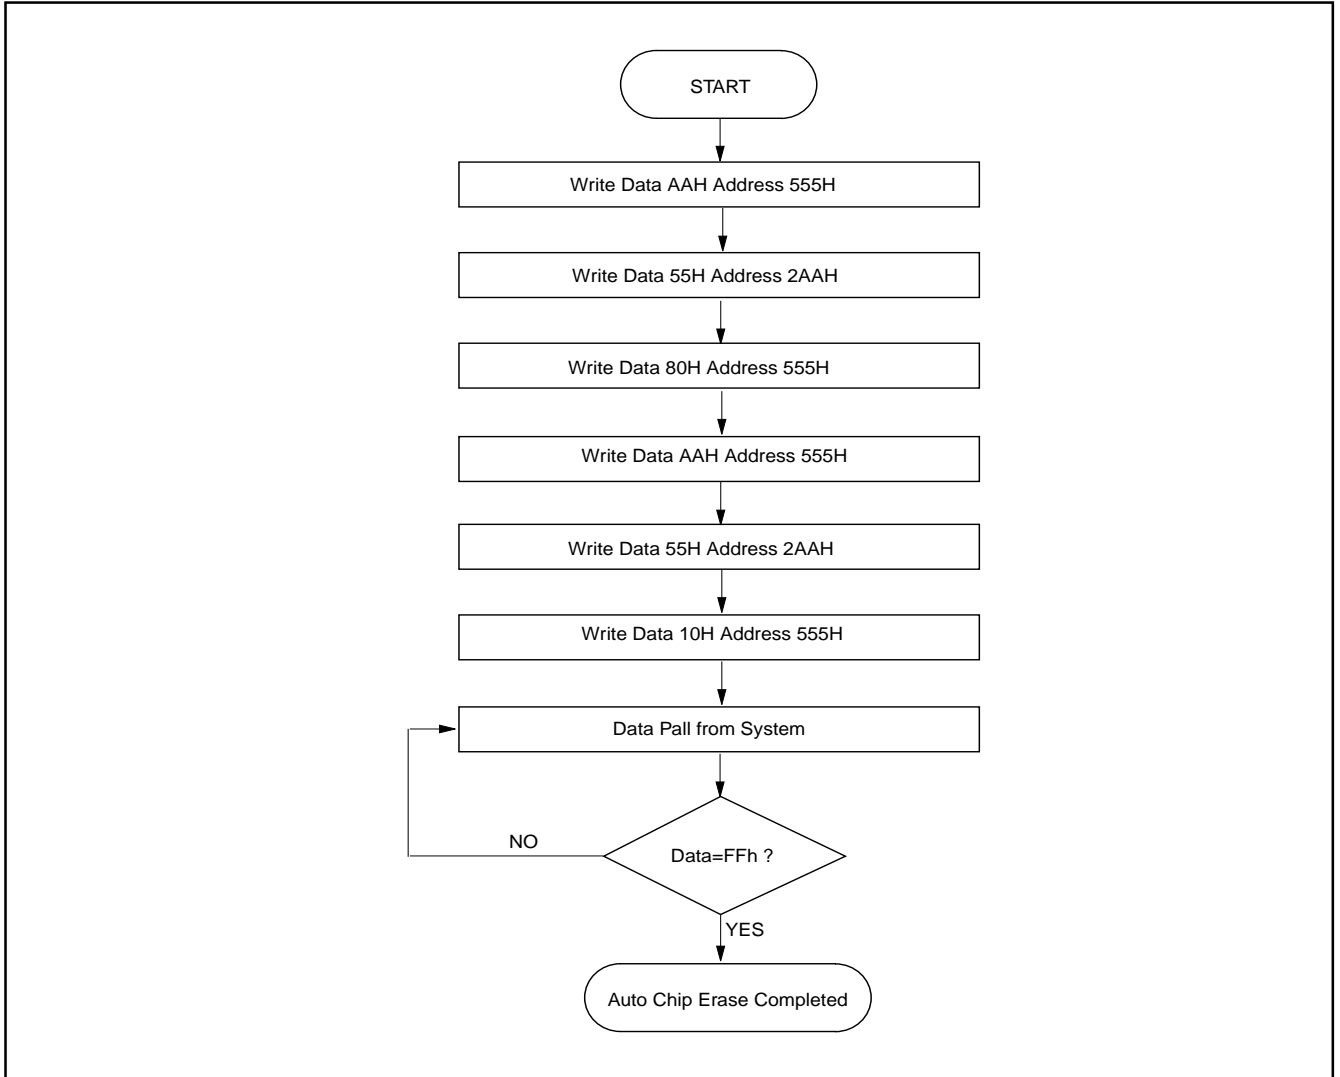 START
Write Data AAH Address 555H
Write Data 55H Address 2AAH
Write Data 80H Address 555H
Write Data AAH Address 555H
Write Data 55H Address 2AAH
Write Data 10H Address 555H
Data Pall from System
NO
Data=FFh ?
YES
Auto Chip Erase Completed